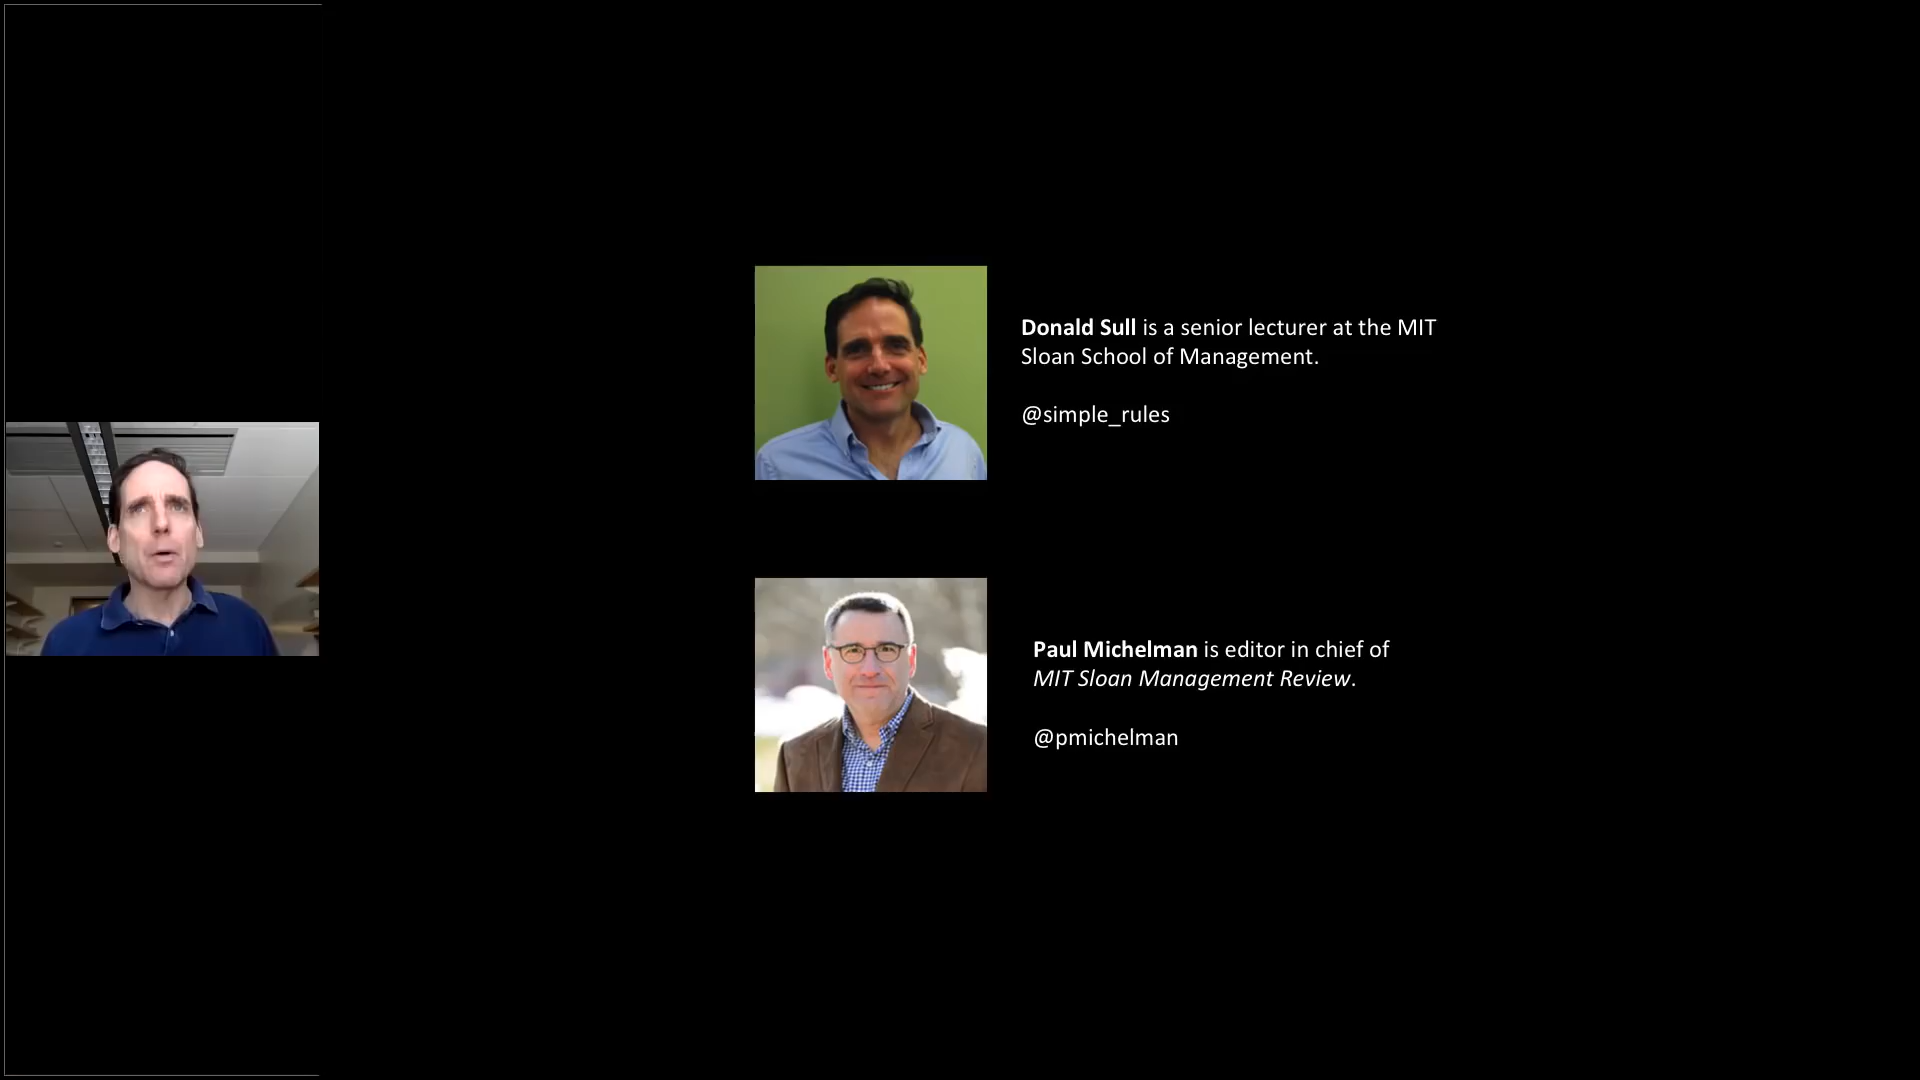 Donald Sull is a senior lecturer at the MIT
Sloan School of Management.
@simple_rules
Paul Michelman is editor in chief of
MIT Sloan Management Review.
@pmichelman